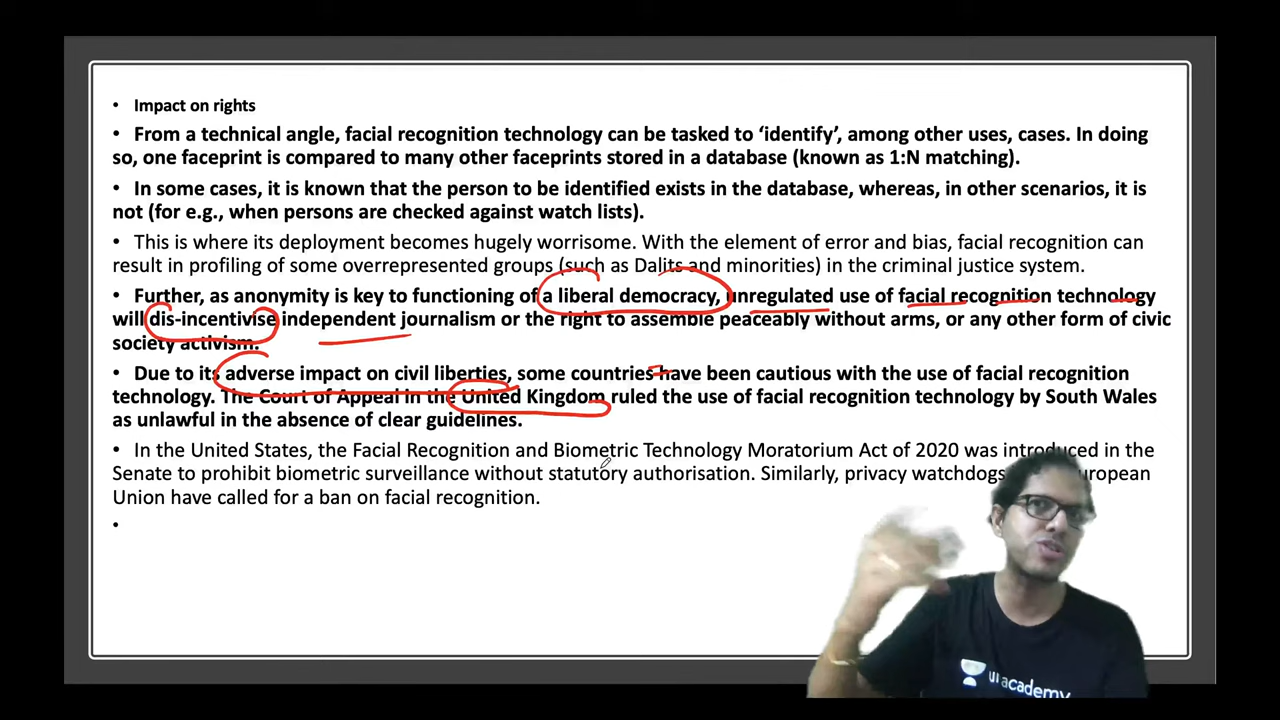 • Impact on rights
• From a technical angle, facial recognition technology can be tasked to ‘identify’, among other uses, cases. In doing
so, one faceprint is compared to many other faceprints stored in a database (known as 1:N matching).
• In some cases, it is known that the person to be identified exists in the database, whereas, in other scenarios, it is
not (for e.g., when persons are checked against watch lists).
• This is where its deployment becomes hugely worrisome. With the element of error and bias, facial recognition can
result in profiling of some overrepresented groups (such as Dalits and minorities) in the criminal justice system.
• Further, as anonymity is key to functioning of a liberal democracy, unregulated use of facial recognition technology
will dis-incentivise independent journalism or the right to assemble peaceably without arms, or any other form of civic
society activism.
• Due to its adverse impact on civil liberties, some countries have been cautious with the use of facial recognition
technology. The Court of Appeal in the United Kingdom ruled the use of facial recognition technology by South Wales
as unlawful in the absence of clear guidelines.
• In the United States, the Facial Recognition and Biometric Technology Moratorium Act of 2020 was introduced in the
Senate to prohibit biometric surveillance without statutory authorisation. Similarly, privacy watchdogs European
Union have called for a ban on facial recognition.
•
academy